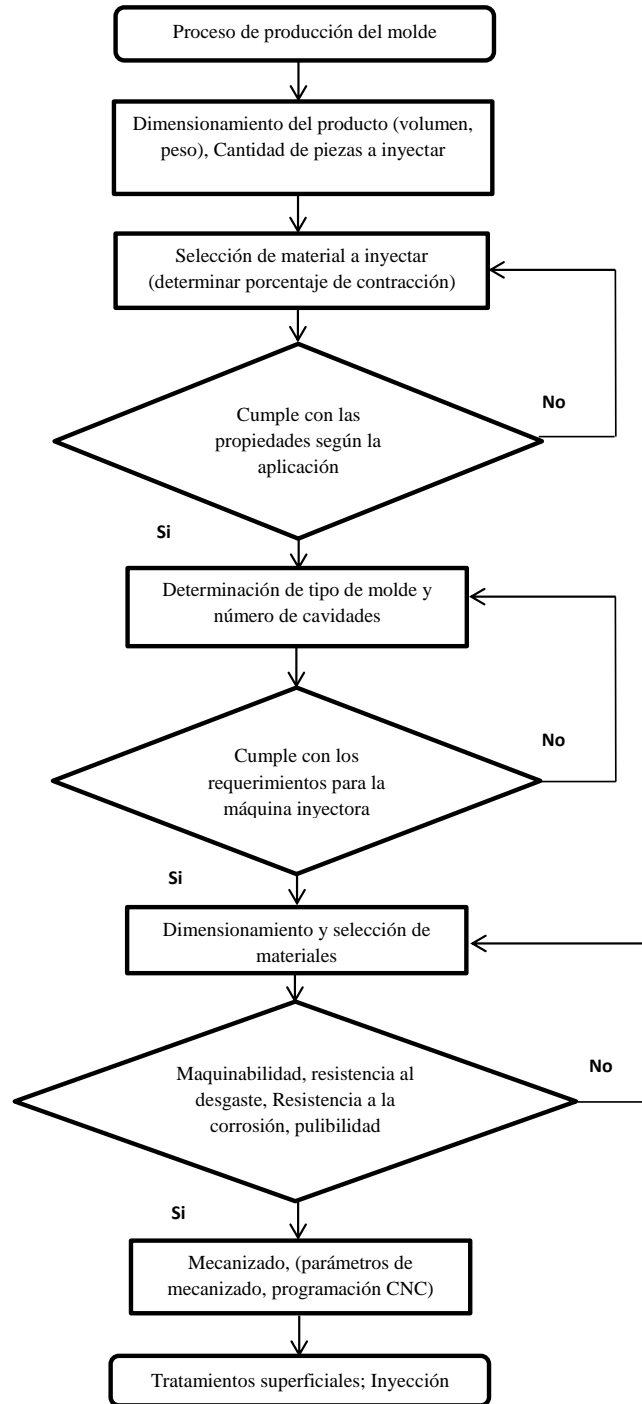 Proceso de producción del molde
Dimensionamiento del producto (volumen,
peso), Cantidad de piezas a inyectar
Selección de material a inyectar
(determinar porcentaje de contracción)
No
Cumple con las
propiedades según la
aplicación
Si
Determinación de tipo de molde y
número de cavidades
No
Cumple con los
requerimientos para la
máquina inyectora
Si
Dimensionamiento y selección de
materiales
No
Maquinabilidad, resistencia al
desgaste, Resistencia a la
corrosión, pulibilidad
Si
Mecanizado, (parámetros de
mecanizado, programación CNC)
Tratamientos superficiales; Inyección